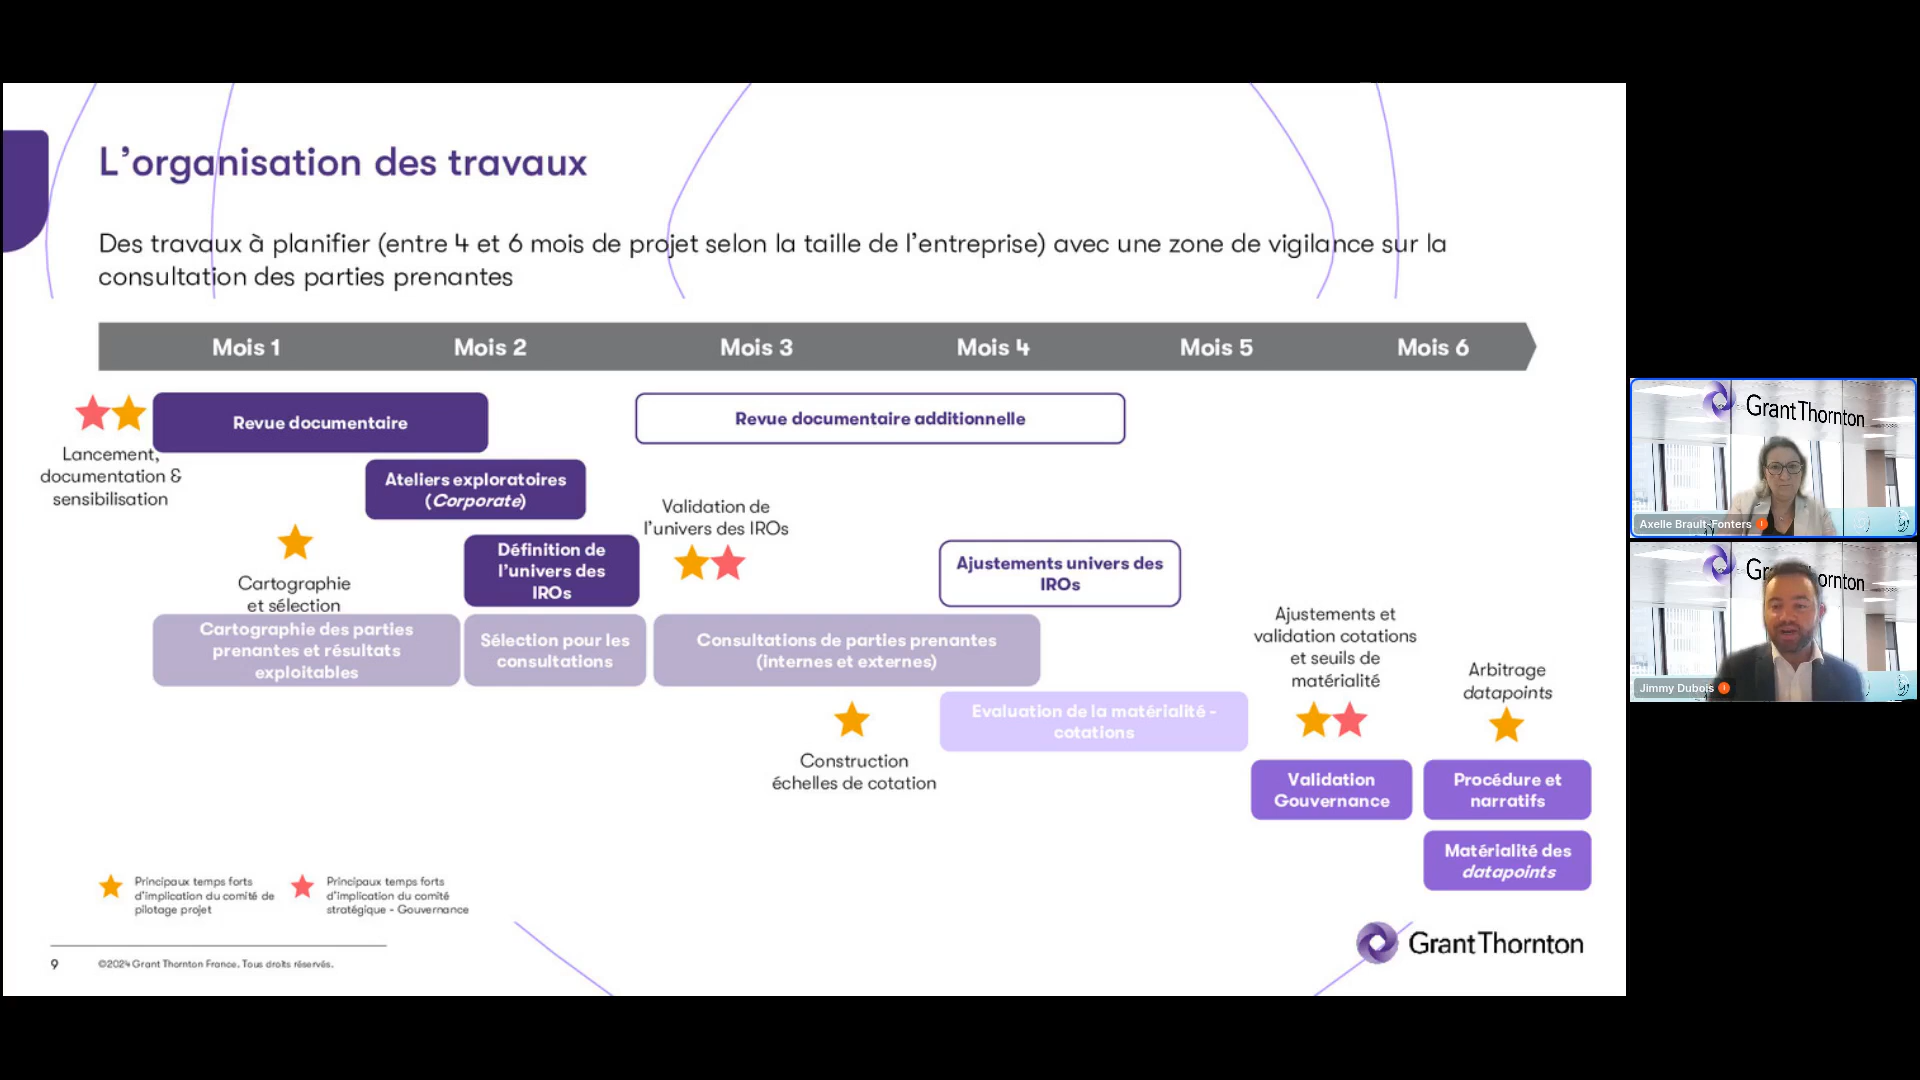 L'organisation des travaux
Des travaux à planifier (entre 4 et 6 mois de projet selon la taille de l'entreprise) avec une zone de vigilance sur la
consultation des parties prenantes
Mois 1
Mois 2
Mois 3
Mois 4
Mois 5
Mois 6
Revue documentaire
Revue documentaire additionnelle
Lancement,
documentation &
sensibilisation
Ateliers exploratoires
(Corporate)
Validation de
l'univers des IROs
Définition de
l'univers des
IROs
Ajustements univers des
IROs
Cartographie
et sélection
Cartographie des parties
prenantes et résultats
exploitables
Sélection pour les
consultations
Consultations de parties prenantes
(internes et externes)
Ajustements et
validation cotations
et seuils de
matérialité
Arbitrage
datapoints
Evaluation de la matérialité -
cotations
Construction
échelles de cotation
Validation
Gouvernance
Procédure et
narratifs
Matérialité des
datapoints
Principaux temps forts
d'implication du comité de
pilotage projet
Principaux temps forts
d'implication du comité
stratégique - Gouvernance
Grant Thornton
9
©2024 Grant Thornton France. Tous droits réservés.
Grant Thornton
Axelle Brault-Fonters
Gr ornton
Jimmy Dubois